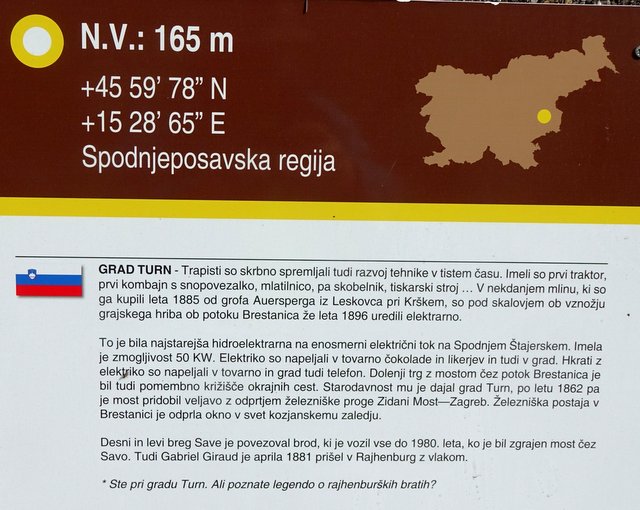 N.V.: 165 m
+45 59’ 78” N
+15 28’ 65” E
Spodnjeposavska regija
GRAD TURN - Trapisti so skrbno spremljali tudi razvoj tehnike v tistem času. Imeli so prvi traktor,
prvi kombajn s snopovezalko, mlatilnico, pa skobelnik, tiskarski stroj ... V nekdanjem mlinu, ki so
ga kupili leta 1885 od grofa Auersperga iz Leskovca pri Krškem, so pod skalovjem ob vznožju
grajskega hriba ob potoku Brestanica že leta 1896 uredili elektrarno.
To je bila najstarejša hidroelektrarna na enosmerni električni tok na Spodnjem Štajerskem. Imela
je zmogljivost 50 KW. Elektriko so napeljali v tovarno čokolade in likerjev in tudi v grad. Hkrati z
elektriko so napeljali v tovarno in grad tudi telefon. Dolenji trg z mostom čez potok Brestanica je
bil tudi pomembno križišče okrajnih cest. Starodavnost mu je dajal grad Turn, po letu 1862 pa
je most pridobil veljavo z odprtjem železniške proge Zidani Most—Zagreb. Železniška postaja v
Brestanici je odprla okno v svet kozjanskemu zaledju.
Desni in levi breg Save je povezoval brod, ki je vozil vse do 1980. leta, ko je bil zgrajen most čez
Savo. Tudi Gabriel Giraud je aprila 1881 prišel v Rajhenburg z vlakom.
* Ste pri gradu Turn. Ali poznate legendo o rajhenburških bratih?